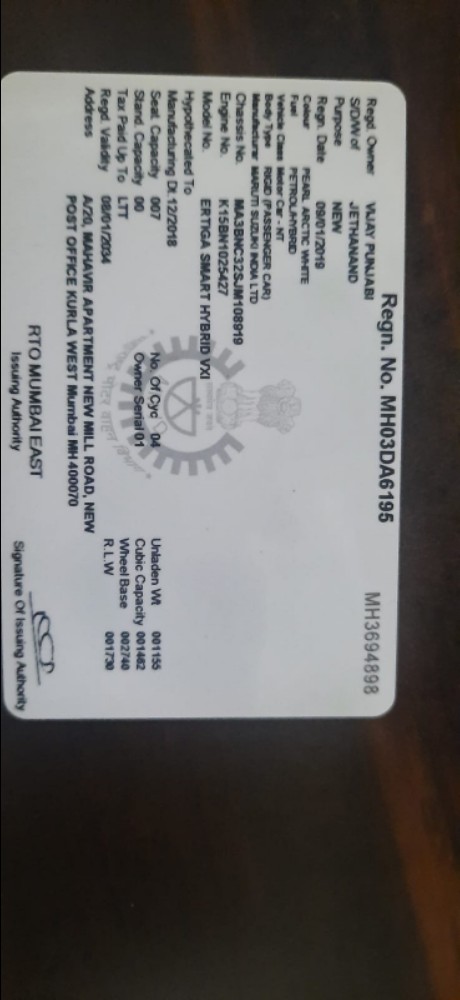 MH3694898
Regn. No. MH03DA6195
Regd. Owner VIJAY PUNJABI
S/D/W of JETHANAND
Purpose NEW
Regn. Date 09/01/2019
Colour PEARL ARCTIC WHITE
Fuel PETROL/HYBRID
Vehicle Class Motor Car - NT
Body Type RIGID (PASSENGER CAR)
Manufacturer MARUTI SUZUKI INDIA LTD
Chassis No. MA3BNC32SJM108919
Engine No. K15BN1025427
Model No. ERTIGA SMART HYBRID VXI
Hypothecated To
Manufacturing Dt 12/2018
Seat. Capacity 007 No. Of Cyc 04 Unladen Wt 001155
Stand. Capacity 00 Owner Serial 01 Cubic Capacity 001462
Tax Paid Up To LTT Wheel Base 002740
Regd. Validity 08/01/2034 R.L.W 001730
Address A/20, MAHAVIR APARTMENT NEW MILL ROAD, NEW
POST OFFICE KURLA WEST Mumbai MH 400070
RTO MUMBAI EAST
Issuing Authority Signature Of Issuing Authority